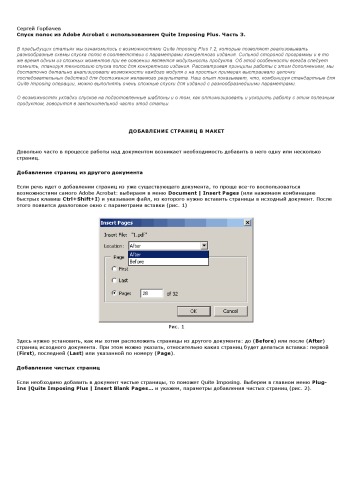 Сергей Горбачев
Спуск полос из Adobe Acrobat с использованием Quite Imposing Plus. Часть 3.
В предыдущих статьях мы ознакомились с возможностями Quite Imposing Plus 1.2, которые позволяют реализовывать
разнообразные схемы спуска полос в соответствии с параметрами конкретного издания. Сильной стороной программы и в то
же время одним из сложных моментов при ее освоении является модульность продукта. Об этой особенности всегда следует
помнить, планируя технологию спуска полос для конкретного издания. Рассматривая принципы работы с этим дополнением, мы
достаточно детально анализировали возможности каждого модуля и на простых примерах выстраивали цепочки
последовательных действий для достижения желаемого результата. Наш опыт показывает, что, комбинируя стандартные для
Quite Imposing операции, можно выполнять очень сложные спуски для изданий с разнообразнейшими параметрами.
О возможностях укладки спусков на подготовленные шаблоны и о том, как оптимизировать и ускорить работу с этим полезным
продуктом, говорится в заключительной части этой статьи.
ДОБАВЛЕНИЕ СТРАНИЦ В МАКЕТ
Довольно часто в процессе работы над документом возникает необходимость добавить в него одну или несколько
страниц.
Добавление страниц из другого документа
Если речь идет о добавлении страниц из уже существующего документа, то проще все-то воспользоваться
возможностями самого Adobe Acrobat: выбираем в меню Document | Insert Pages (или нажимаем комбинацию
быстрых клавиш Ctrl+Shift+I) и указываем файл, из которого нужно вставить страницы в исходный документ. После
этого появится диалоговое окно с параметрами вставки (рис. 1)
Insert Pages
Insert File: "1.pdf"
Location: After
After
Before
Page
First
Last
Page: 28 of 32
OK Cancel
Рис. 1
Здесь нужно установить, как мы хотим расположить страницы из другого документа: до (Before) или после (After)
страниц исходного документа. При этом можно указать, относительно каких страниц будет делаться вставка: первой
(First), последней (Last) или указанной по номеру (Page).
Добавление чистых страниц
Если необходимо добавить в документ чистые страницы, то поможет Quite Imposing. Выберем в главном меню Plug-
Ins |Quite Imposing Plus | Insert Blank Pages... и укажем, параметры добавления чистых страниц (рис. 2).